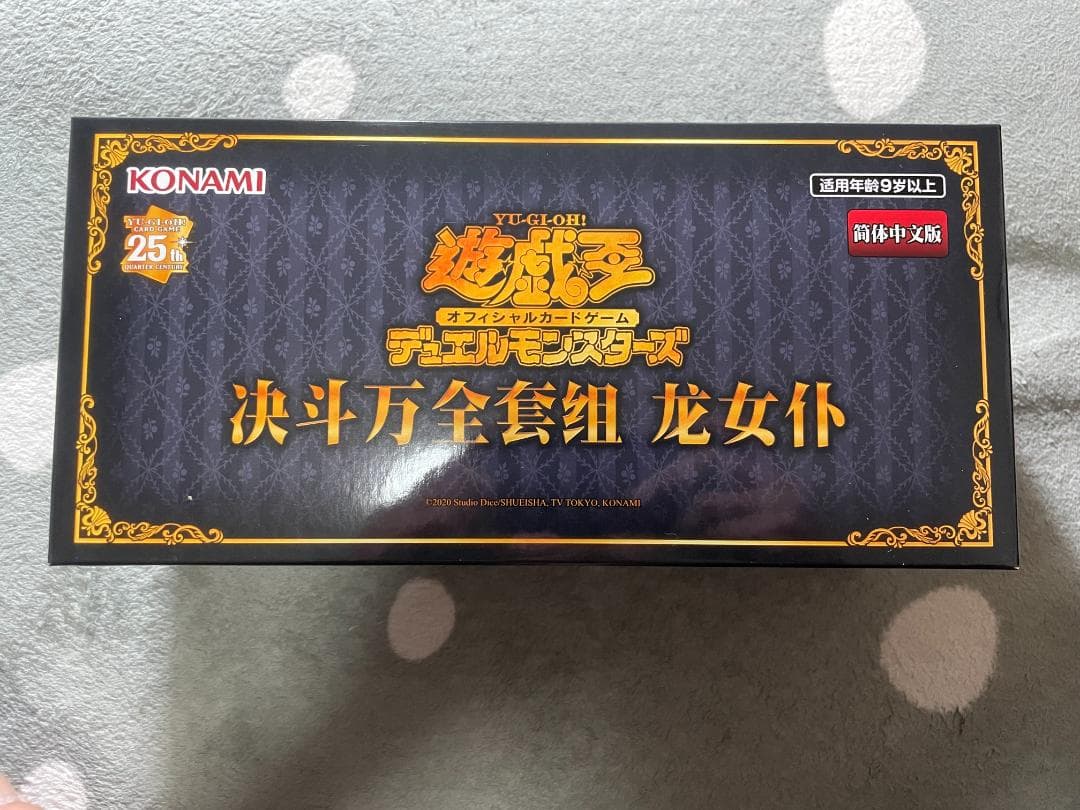 KONAMI
适用年龄9岁以上
YU-GI-OH!
CARD GAME
25th
QUARTER CENTURY
简体中文版
YU-GI-OH!
遊戯王
オフィシャルカードゲーム
デュエルモンスターズ
决斗万全套组 龙女仆
©2020 Studio Dice/SHUEISHA, TV TOKYO, KONAMI